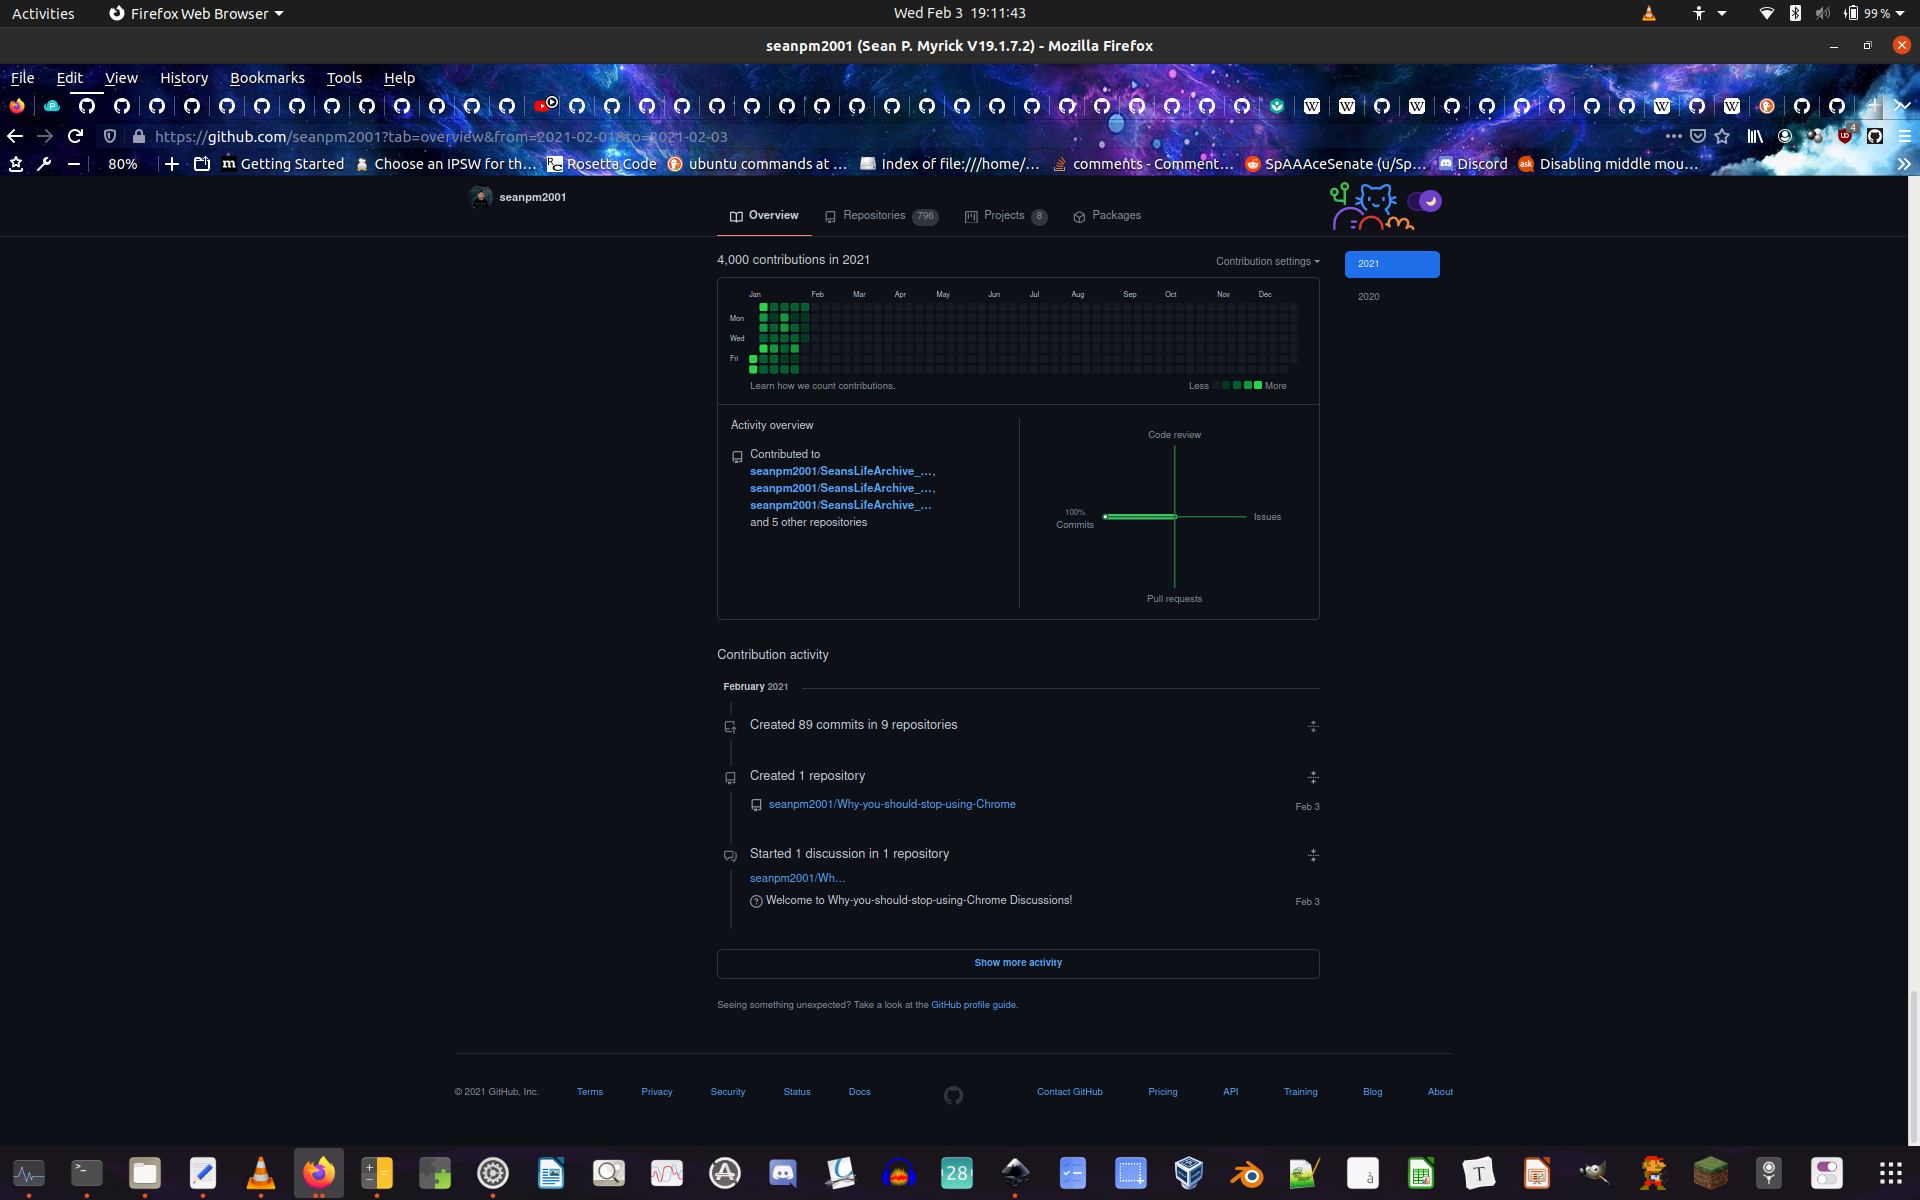 Activities
Firefox Web Browser
Wed Feb 3  19:11:43
99 %
seanpm2001 (Sean P. Myrick V19.1.7.2) - Mozilla Firefox
File Edit View History Bookmarks Tools Help
https://github.com/seanpm2001?tab=overview&from=2021-02-01&to=2021-02-03
4
80%
Getting Started
Choose an IPSW for th…
Rosetta Code
ubuntu commands at …
Index of file:///home/…
comments - Comment…
SpAAAceSenate (u/Sp…
Discord
Disabling middle mou…
seanpm2001
Overview
Repositories 796
Projects 8
Packages
4,000 contributions in 2021
Contribution settings
2021
2020
Jan Feb Mar Apr May Jun Jul Aug Sep Oct Nov Dec
Mon
Wed
Fri
Learn how we count contributions.
Less More
Activity overview
Contributed to
seanpm2001/SeansLifeArchive_…,
seanpm2001/SeansLifeArchive_…,
seanpm2001/SeansLifeArchive_…
and 5 other repositories
Code review
100%
Commits
Issues
Pull requests
Contribution activity
February 2021
Created 89 commits in 9 repositories
Created 1 repository
seanpm2001/Why-you-should-stop-using-Chrome
Feb 3
Started 1 discussion in 1 repository
seanpm2001/Wh…
Welcome to Why-you-should-stop-using-Chrome Discussions!
Feb 3
Show more activity
Seeing something unexpected? Take a look at the GitHub profile guide.
© 2021 GitHub, Inc. Terms Privacy Security Status Docs Contact GitHub Pricing API Training Blog About
28